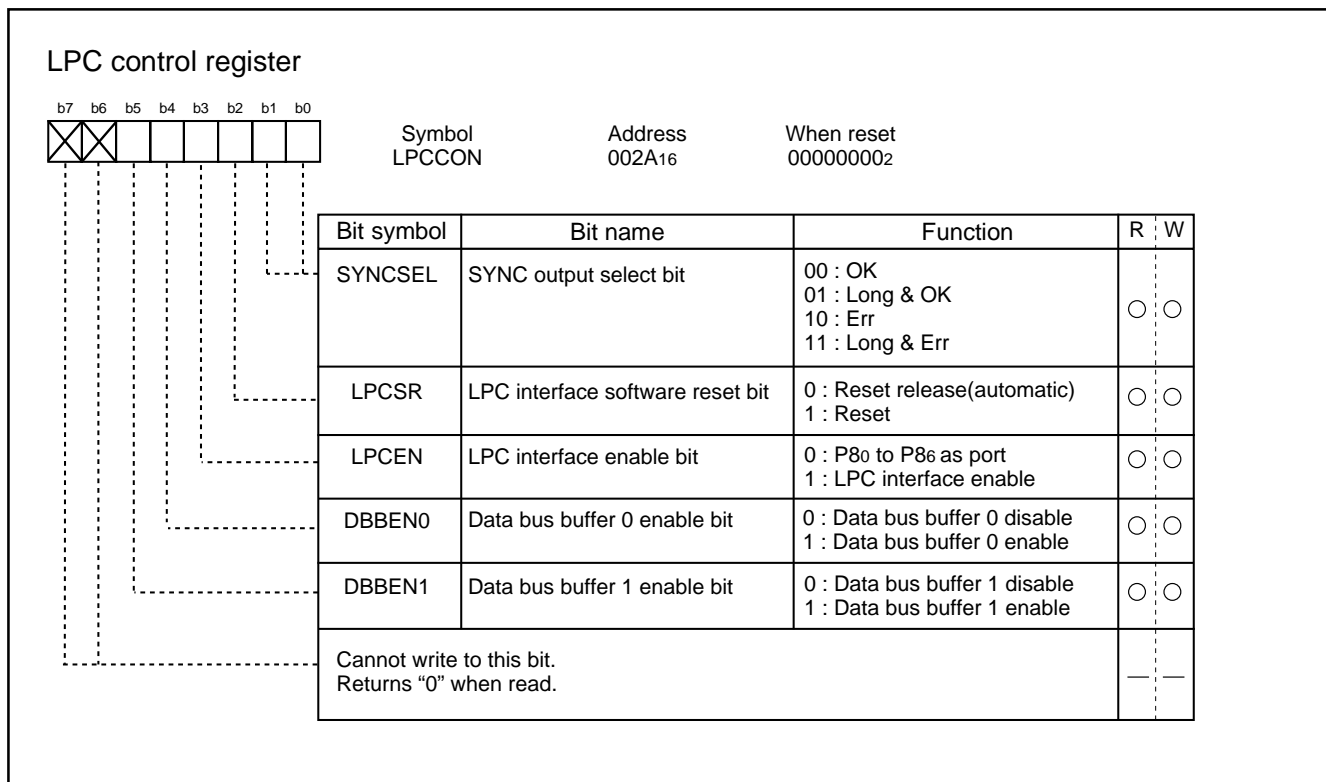 LPC control register
b7 b6 b5 b4 b3 b2 b1 b0
Symbol Address When reset
LPCCON 002A16 000000002
Bit symbol Bit name Function R W
SYNCSEL SYNC output select bit 00 : OK
01 : Long & OK
10 : Err
11 : Long & Err
LPCSR LPC interface software reset bit 0 : Reset release(automatic)
1 : Reset
LPCEN LPC interface enable bit 0 : P80 to P86 as port
1 : LPC interface enable
DBBEN0 Data bus buffer 0 enable bit 0 : Data bus buffer 0 disable
1 : Data bus buffer 0 enable
DBBEN1 Data bus buffer 1 enable bit 0 : Data bus buffer 1 disable
1 : Data bus buffer 1 enable
Cannot write to this bit.
Returns “0” when read. — —